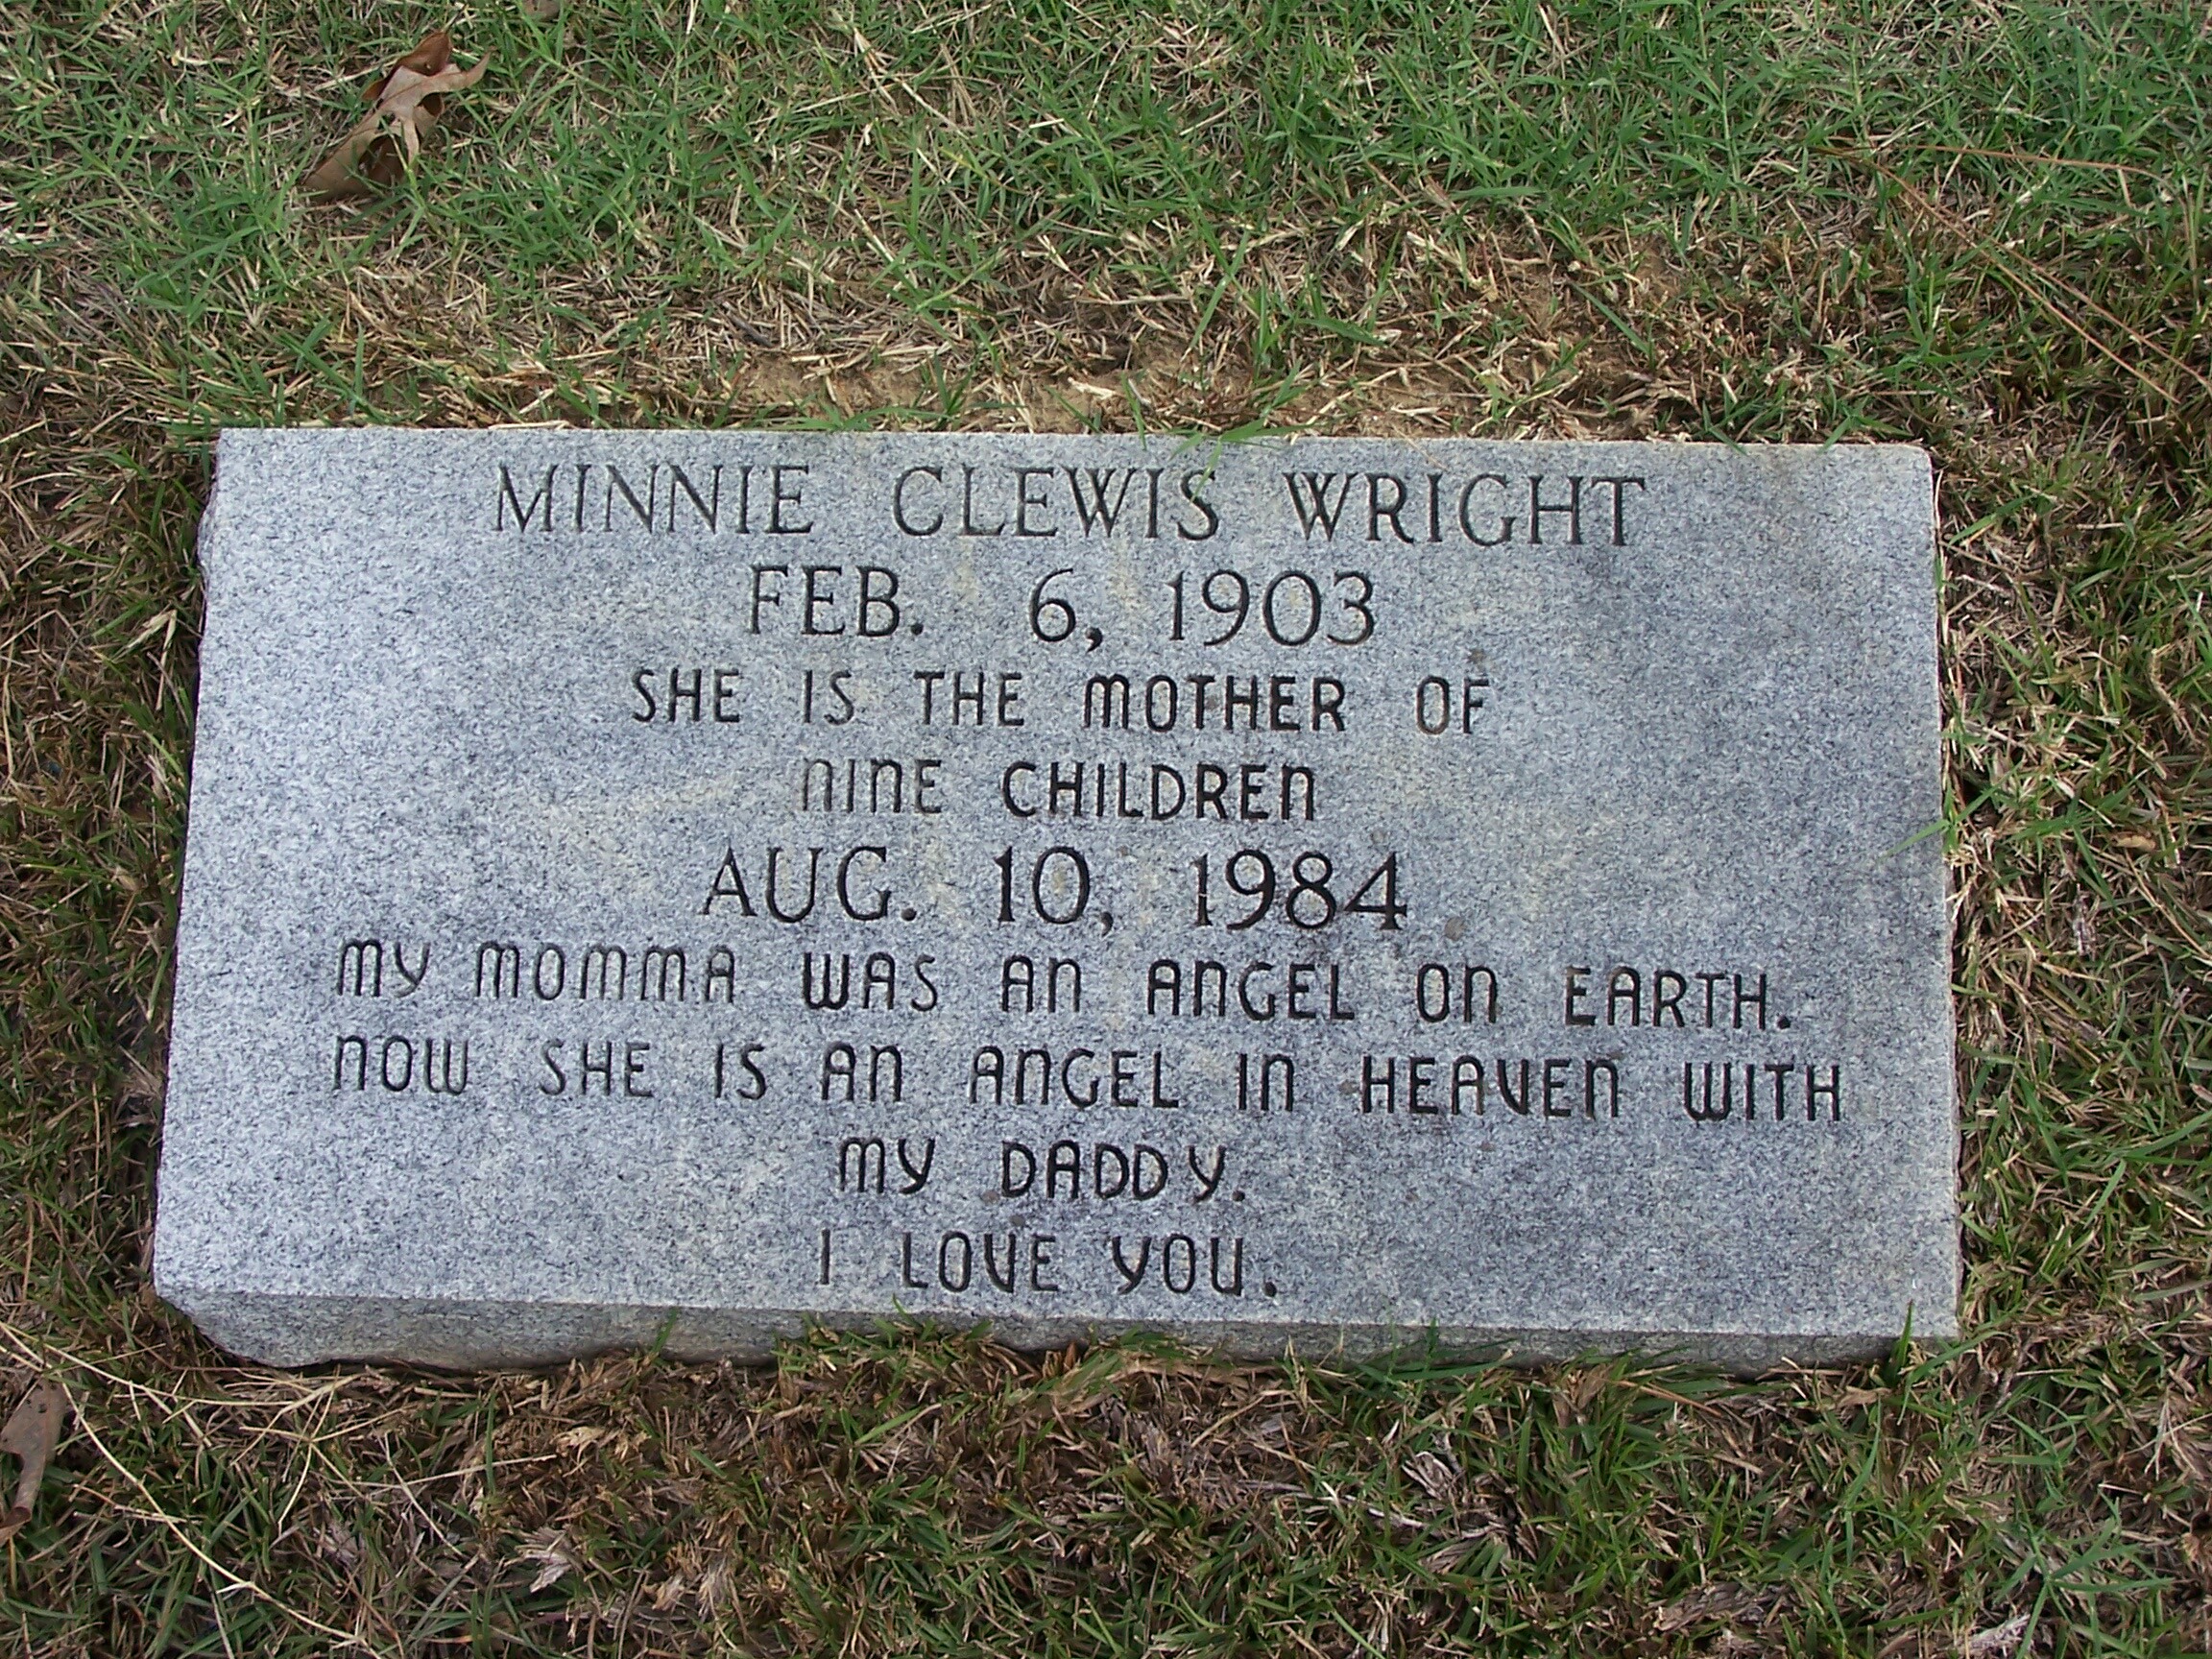 MINNIE CLEWIS WRIGHT
FEB. 6, 1903
SHE IS THE MOTHER OF
NINE CHILDREN
AUG. 10, 1984
MY MOMMA WAS AN ANGEL ON EARTH.
NOW SHE IS AN ANGEL IN HEAVEN WITH
MY DADDY.
I LOVE YOU.